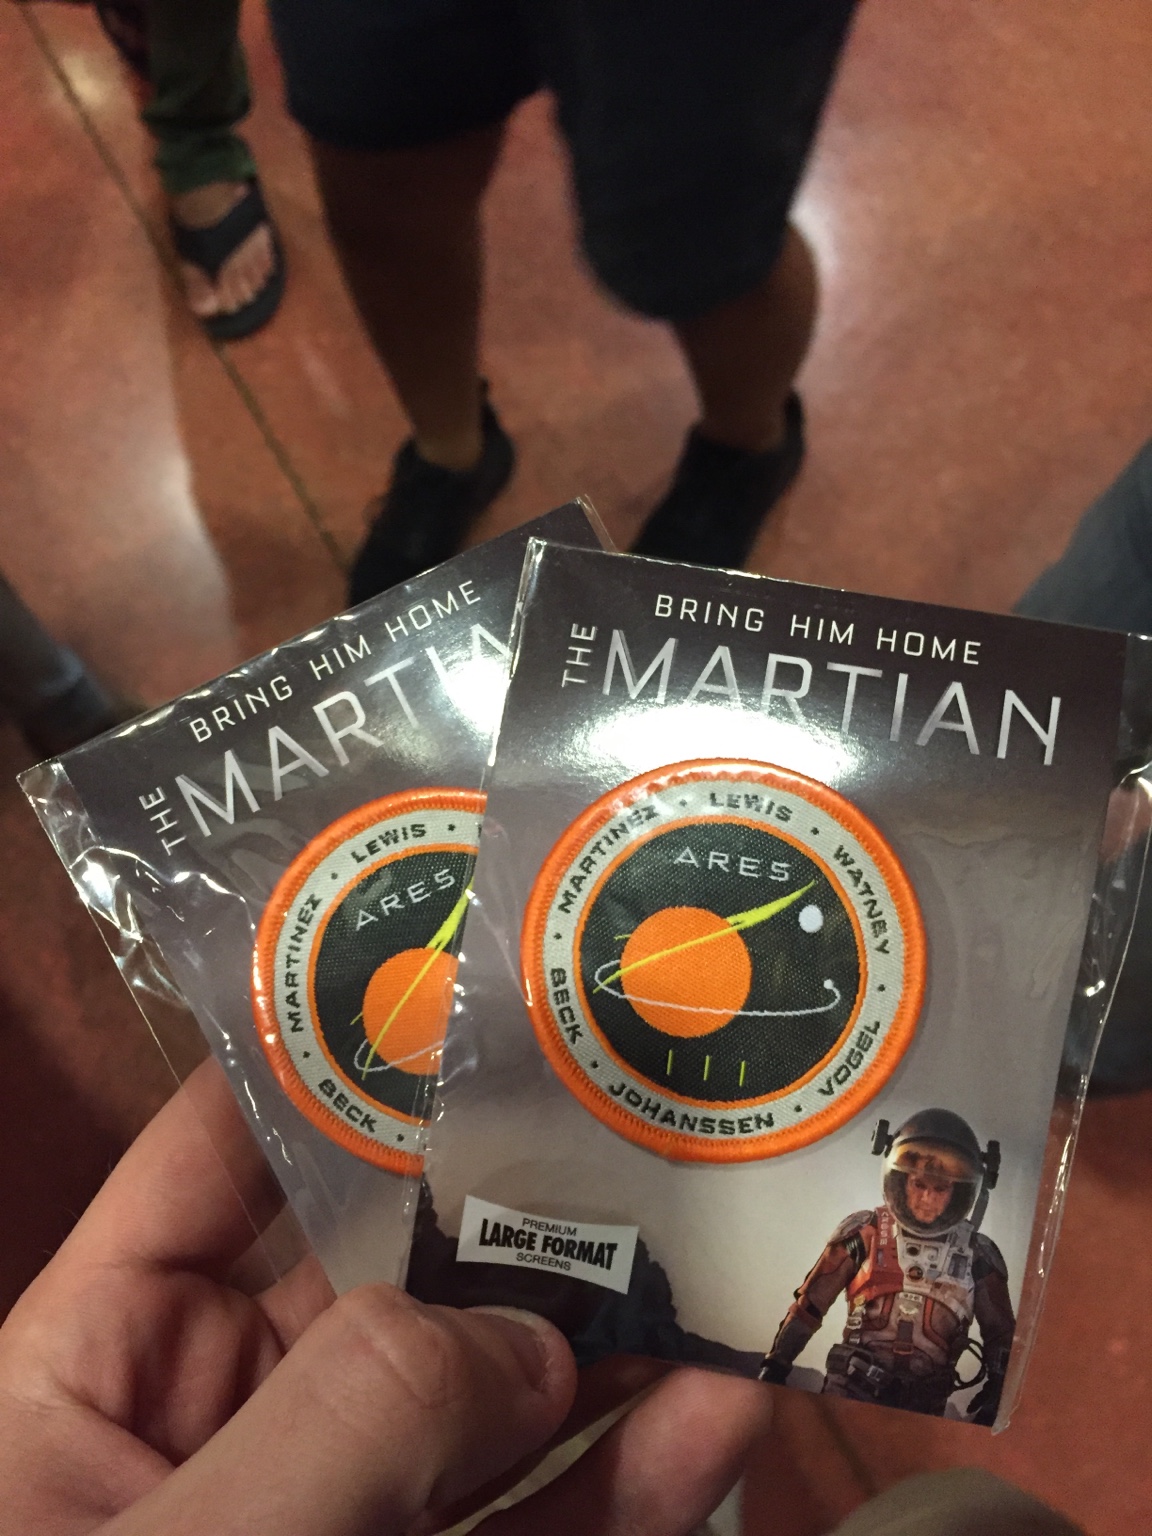 BRING HIM HOME
THE MARTIAN
LEWIS
MARTINEZ
BECK
ARES
BRING HIM HOME
THE MARTIAN
MARTINEZ • LEWIS • WATNEY • VOGEL • JOHANSSEN • BECK •
ARES
III
PREMIUM
LARGE FORMAT
SCREENS